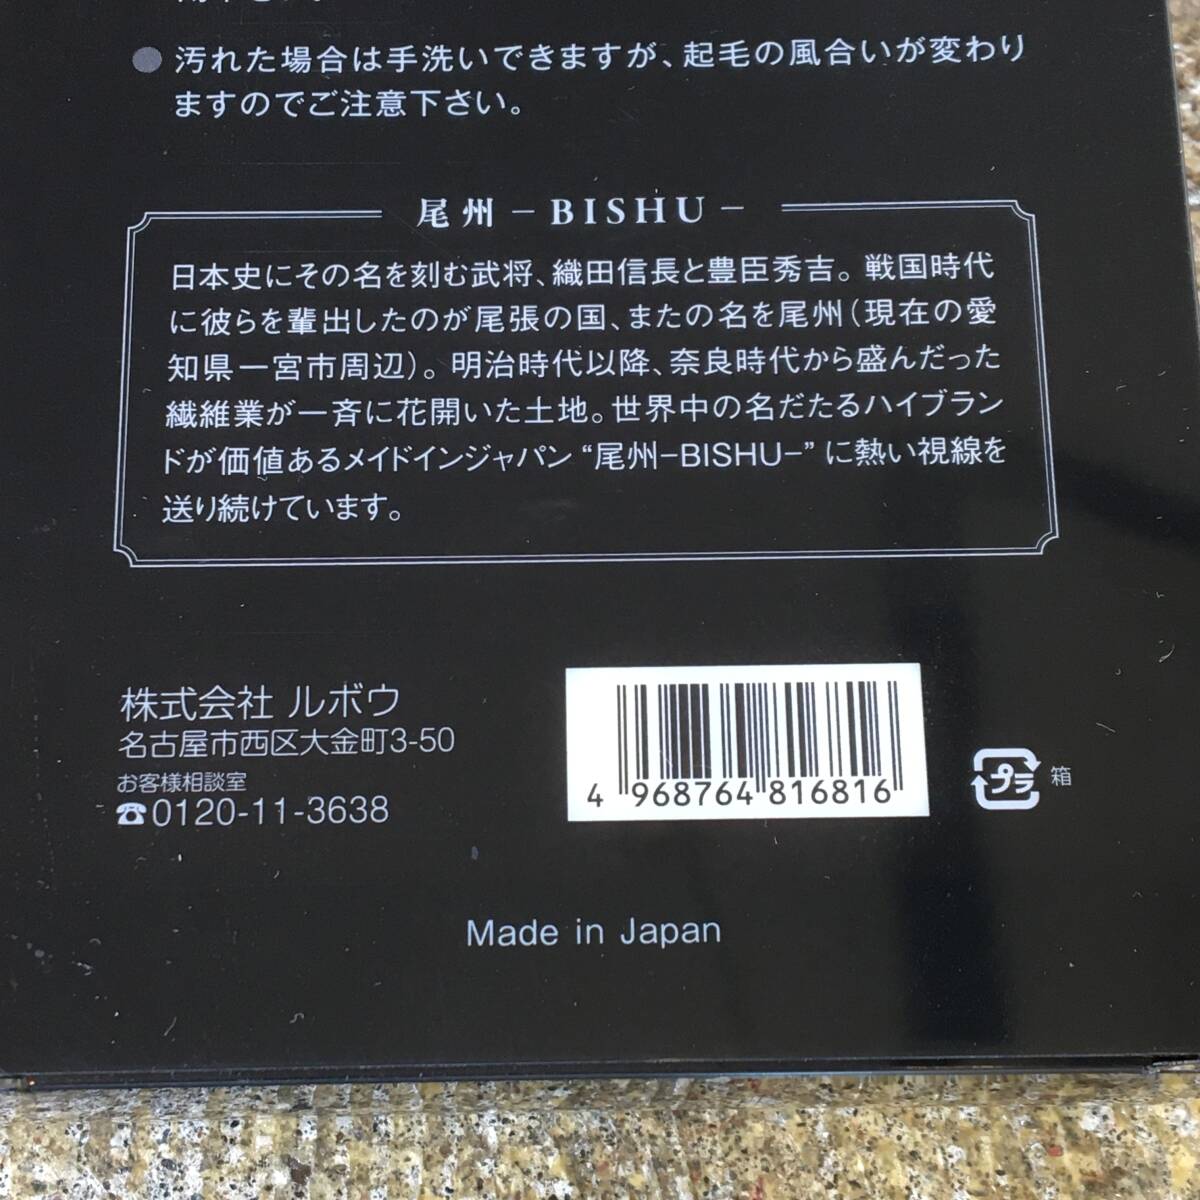 ● 汚れた場合は手洗いできますが、起毛の風合いが変わり
ますのでご注意下さい。
尾州 – BISHU –
日本史にその名を刻む武将、織田信長と豊臣秀吉。戦国時代
に彼らを輩出したのが尾張の国、またの名を尾州（現在の愛
知県一宮市周辺）。明治時代以降、奈良時代から盛んだった
繊維業が一斉に花開いた土地。世界中の名だたるハイブラン
ドが価値あるメイドインジャパン“尾州–BISHU–”に熱い視線を
送り続けています。
株式会社 ルボウ
名古屋市西区大金町3-50
お客様相談室
☎0120-11-3638
4 968764 816816
プラ 箱
Made in Japan